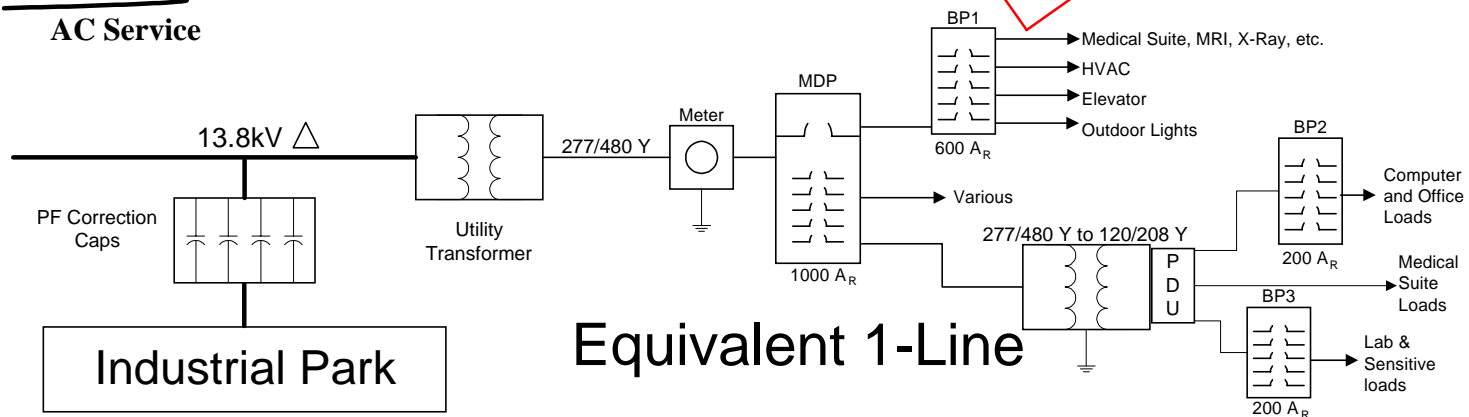 AC Service
13.8kV △
PF Correction
Caps
Industrial Park
Utility
Transformer
277/480 Y
Meter
MDP
1000 A_R
BP1
600 A_R
Medical Suite, MRI, X-Ray, etc.
HVAC
Elevator
Outdoor Lights
Various
277/480 Y to 120/208 Y
P
D
U
BP2
200 A_R
Computer
and Office
Loads
Medical
Suite
Loads
BP3
200 A_R
Lab &
Sensitive
loads
Equivalent 1-Line